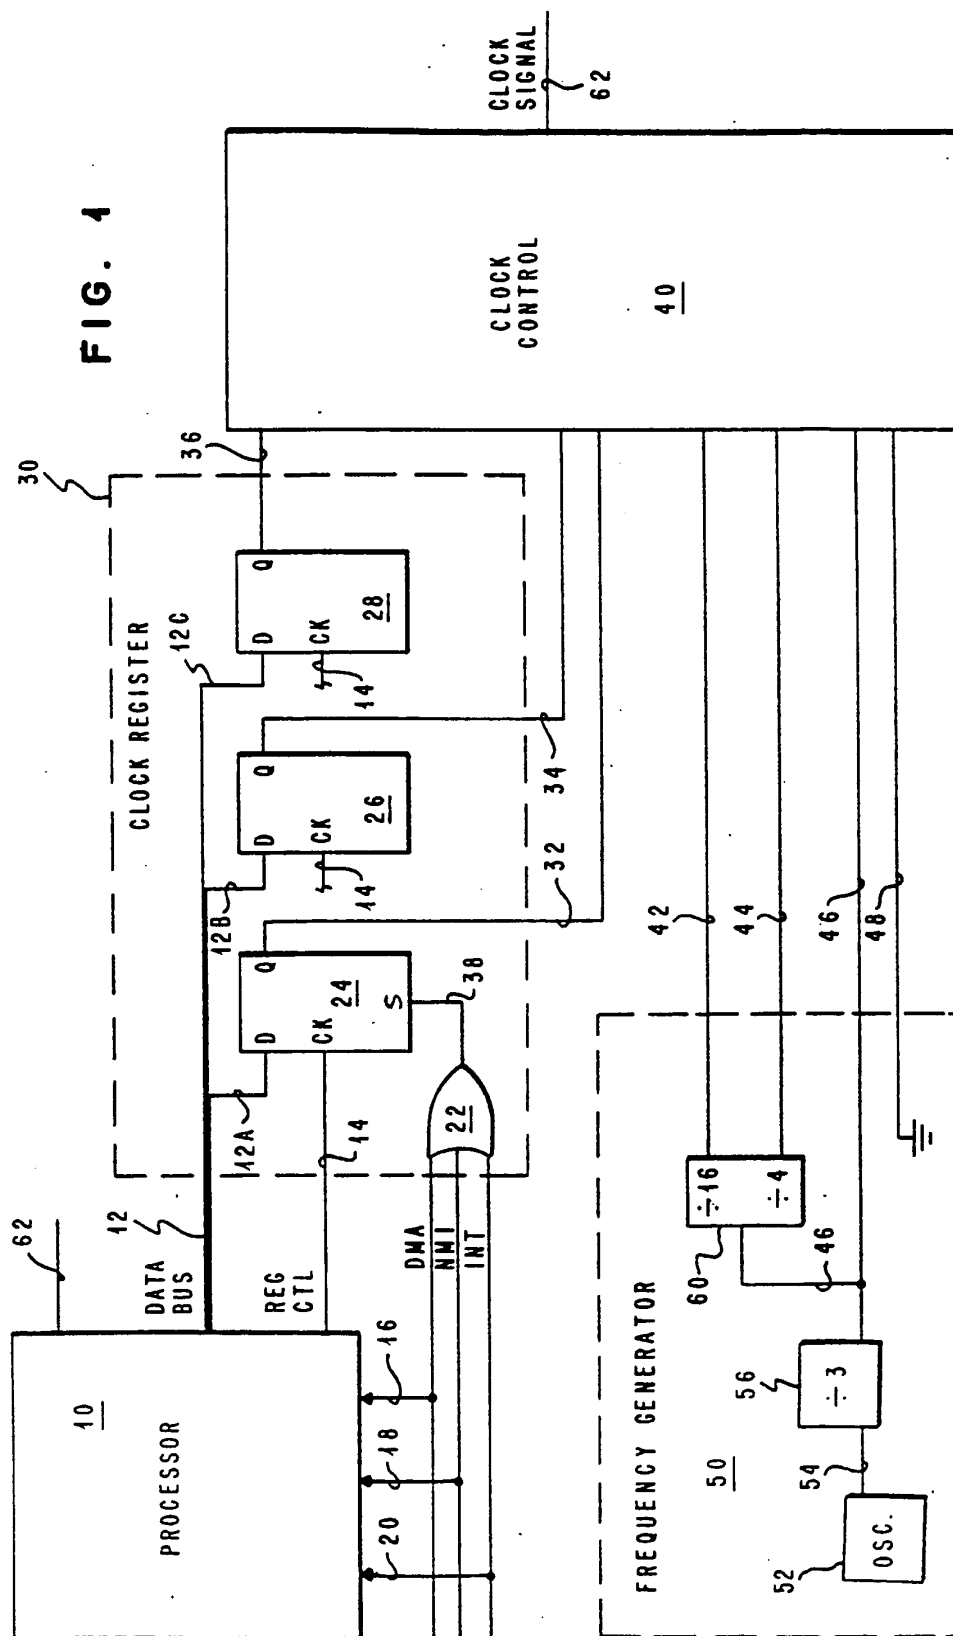 FIG. 1
62
PROCESSOR
10
DATA
BUS
12
REG
CTL
14
20
18
16
DMA
NMI
INT
30
CLOCK REGISTER
12A
12B
12C
D
Q
CK
24
S
D
Q
CK
26
14
D
Q
CK
28
14
22
38
32
34
36
CLOCK
CONTROL
40
CLOCK
SIGNAL
62
FREQUENCY GENERATOR
50
52
OSC.
54
56
÷3
46
60
÷16
÷4
42
44
46
48